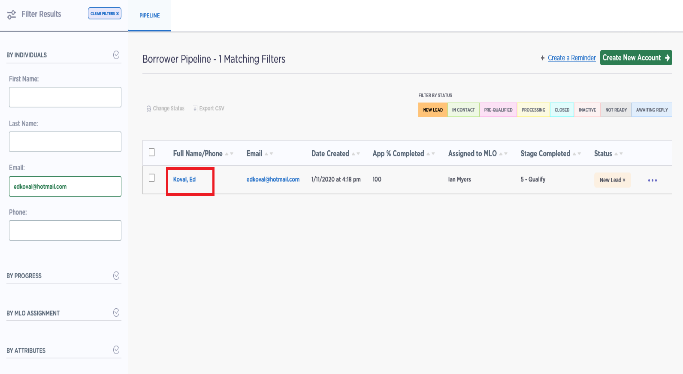 Filter Results
CLEAR FILTERS X
PIPELINE
BY INDIVIDUALS
First Name:
Last Name:
Email:
edkoval@hotmail.com
Phone:
BY PROGRESS
BY MLO ASSIGNMENT
BY ATTRIBUTES
Borrower Pipeline - 1 Matching Filters
+ Create a Reminder
Create New Account →
FILTER BY STATUS
Change Status Export CSV
NEW LEAD IN CONTACT PRE-QUALIFIED PROCESSING CLOSED INACTIVE NOT READY AWAITING REPLY
Full Name/Phone Email Date Created App % Completed Assigned to MLO Stage Completed Status
Koval, Ed edkoval@hotmail.com 1/11/2020 at 4:19 pm 100 Ian Myers 5 - Qualify New Lead